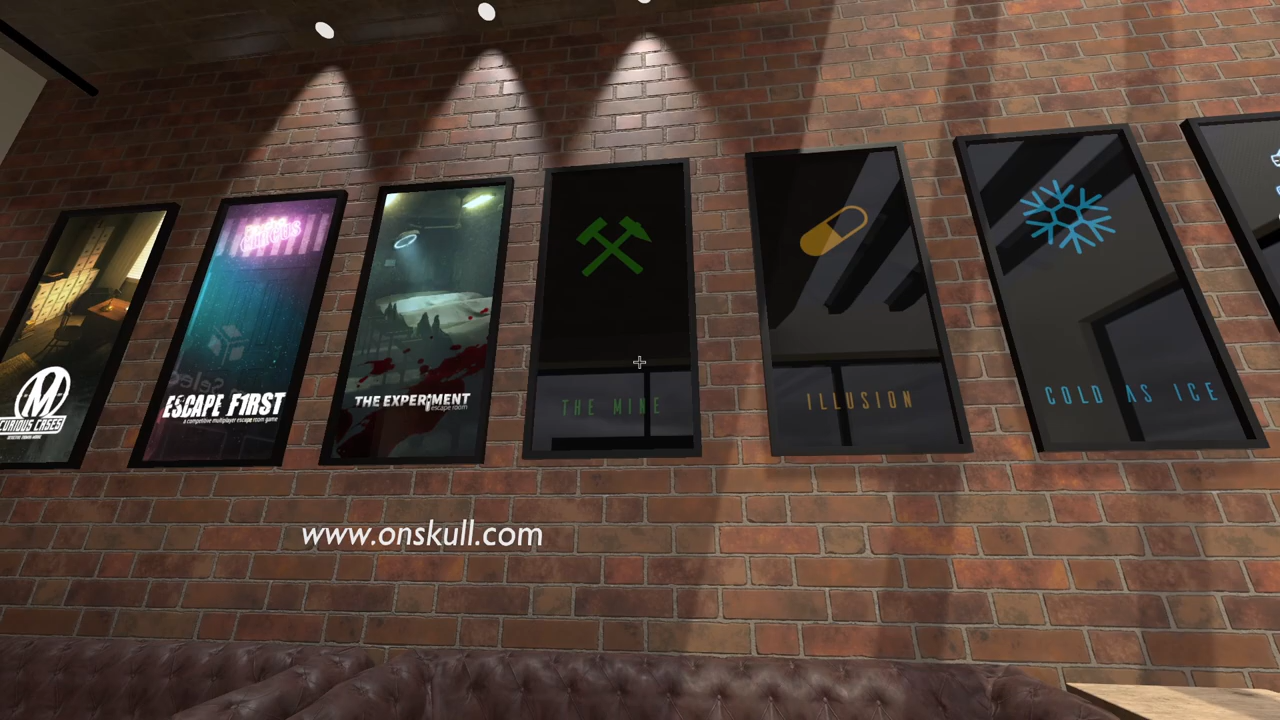 M
CURIOUS CASES
circus
ESCAPE F1RST
a competitive multiplayer escape room game
THE EXPERIMENT
escape room
THE MINE
ILLUSION
COLD AS ICE
www.onskull.com